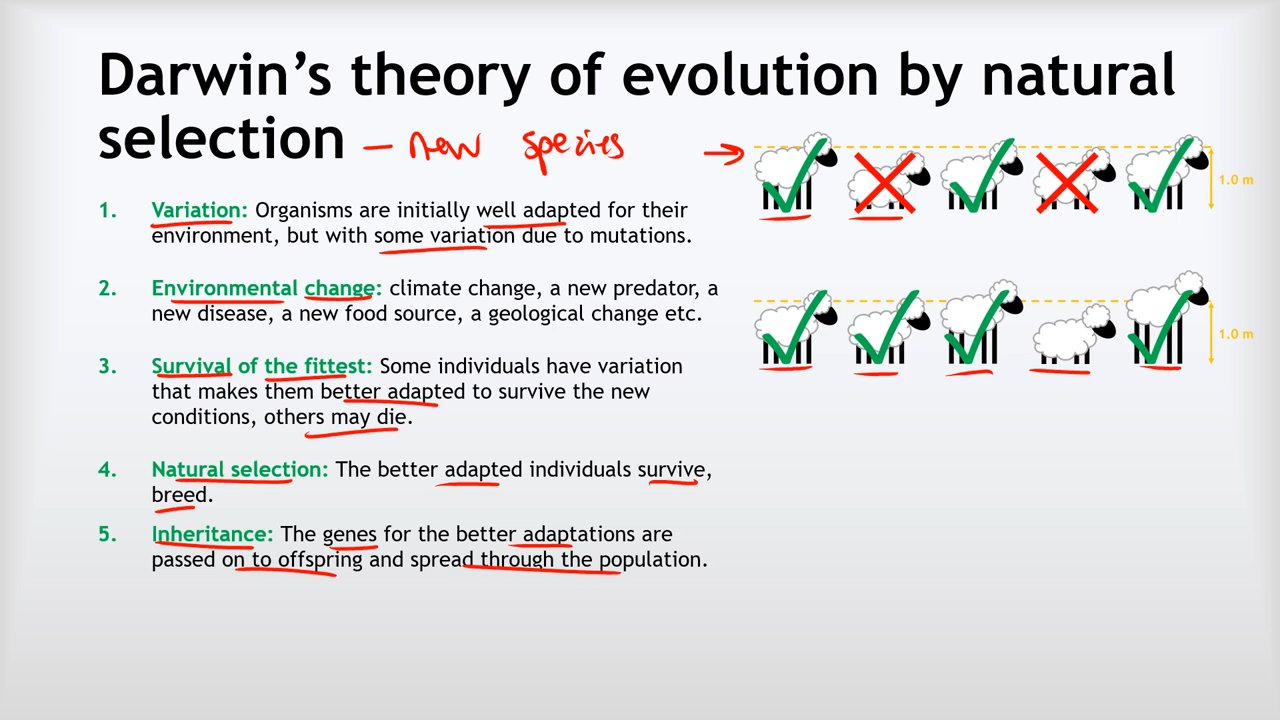 Darwin’s theory of evolution by natural
selection – new species →
1. Variation: Organisms are initially well adapted for their
environment, but with some variation due to mutations.
2. Environmental change: climate change, a new predator, a
new disease, a new food source, a geological change etc.
3. Survival of the fittest: Some individuals have variation
that makes them better adapted to survive the new
conditions, others may die.
4. Natural selection: The better adapted individuals survive,
breed.
5. Inheritance: The genes for the better adaptations are
passed on to offspring and spread through the population.
1.0 m
1.0 m